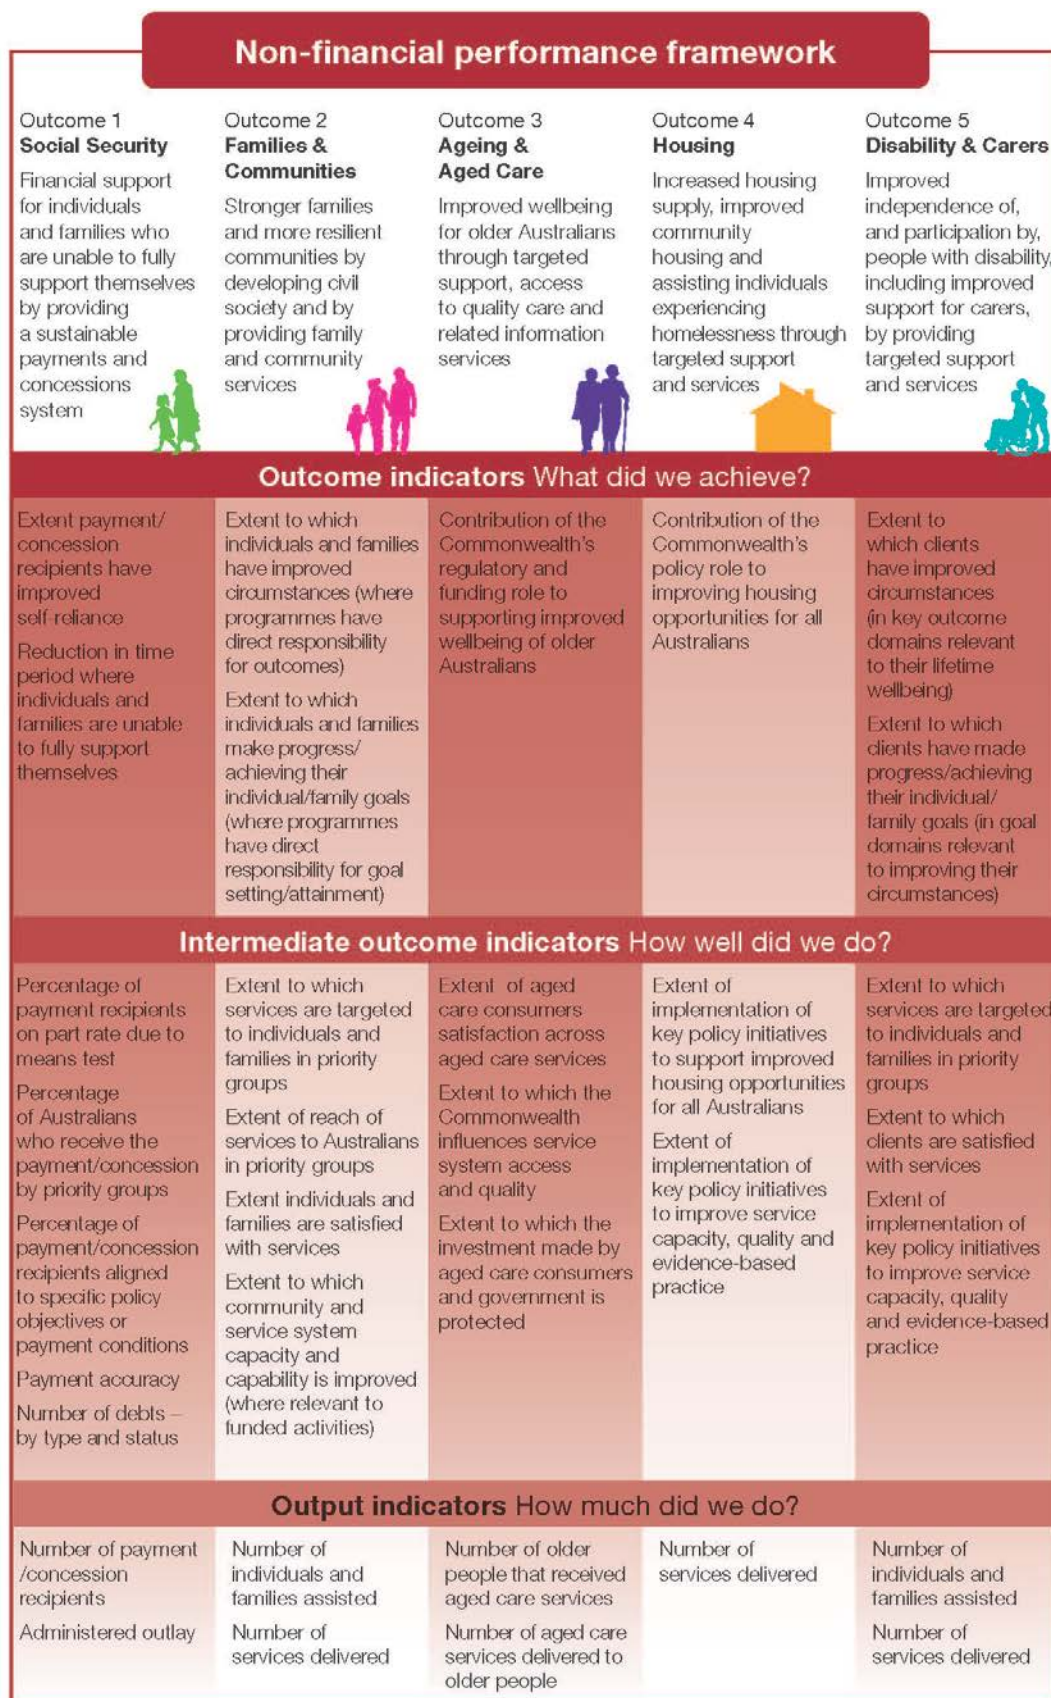 Non-financial performance framework
Outcome 1
Social Security
Financial support
for individuals
and families who
are unable to fully
support themselves
by providing
a sustainable
payments and
concessions
system
Outcome 2
Families &
Communities
Stronger families
and more resilient
communities by
developing civil
society and by
providing family
and community
services
Outcome 3
Ageing &
Aged Care
Improved wellbeing
for older Australians
through targeted
support, access
to quality care and
related information
services
Outcome 4
Housing
Increased housing
supply, improved
community
housing and
assisting individuals
experiencing
homelessness through
targeted support
and services
Outcome 5
Disability & Carers
Improved
independence of,
and participation by,
people with disability,
including improved
support for carers,
by providing
targeted support
and services
Outcome indicators What did we achieve?
Extent payment/
concession
recipients have
improved
self-reliance
Reduction in time
period where
individuals and
families are unable
to fully support
themselves
Extent to which
individuals and families
have improved
circumstances (where
programmes have
direct responsibility
for outcomes)
Extent to which
individuals and families
make progress/
achieving their
individual/family goals
(where programmes
have direct
responsibility for goal
setting/attainment)
Contribution of the
Commonwealth's
regulatory and
funding role to
supporting improved
wellbeing of older
Australians
Contribution of the
Commonwealth's
policy role to
improving housing
opportunities for all
Australians
Extent to
which clients
have improved
circumstances
(in key outcome
domains relevant
to their lifetime
wellbeing)
Extent to which
clients have made
progress/achieving
their individual/
family goals (in goal
domains relevant
to improving their
circumstances)
Intermediate outcome indicators How well did we do?
Percentage of
payment recipients
on part rate due to
means test
Percentage
of Australians
who receive the
payment/concession
by priority groups
Percentage of
payment/concession
recipients aligned
to specific policy
objectives or
payment conditions
Payment accuracy
Number of debts –
by type and status
Extent to which
services are targeted
to individuals and
families in priority
groups
Extent of reach of
services to Australians
in priority groups
Extent individuals and
families are satisfied
with services
Extent to which
community and
service system
capacity and
capability is improved
(where relevant to
funded activities)
Extent of aged
care consumers
satisfaction across
aged care services
Extent to which the
Commonwealth
influences service
system access
and quality
Extent to which the
investment made by
aged care consumers
and government is
protected
Extent of
implementation of
key policy initiatives
to support improved
housing opportunities
for all Australians
Extent of
implementation of
key policy initiatives
to improve service
capacity, quality and
evidence-based
practice
Extent to which
services are targeted
to individuals and
families in priority
groups
Extent to which
clients are satisfied
with services
Extent of
implementation of
key policy initiatives
to improve service
capacity, quality
and evidence-based
practice
Output indicators How much did we do?
Number of payment
/concession
recipients
Administered outlay
Number of
individuals and
families assisted
Number of
services delivered
Number of older
people that received
aged care services
Number of aged care
services delivered to
older people
Number of
services delivered
Number of
individuals and
families assisted
Number of
services delivered